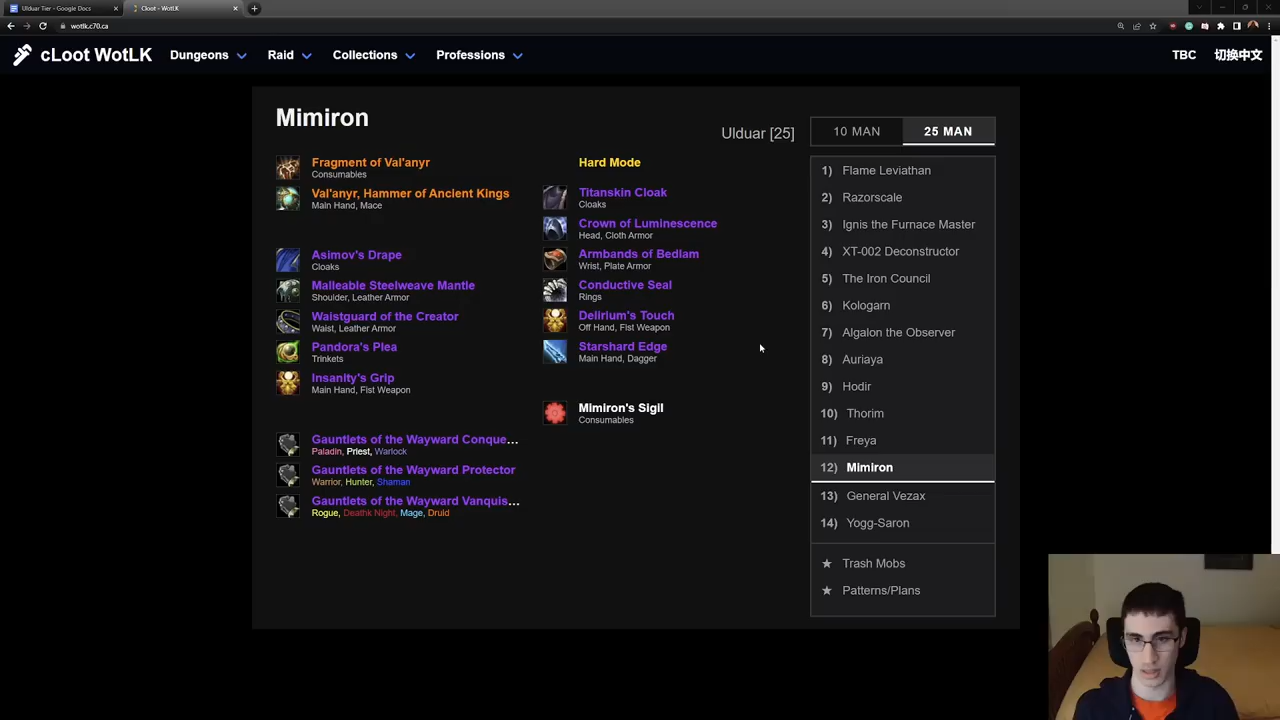 Ulduar Tier - Google Docs
Cloot - WotLK
wotlk.c70.ca
cLoot WotLK
Dungeons
Raid
Collections
Professions
TBC
切换中文
Mimiron
Ulduar [25]
Fragment of Val'anyr
Consumables
Val'anyr, Hammer of Ancient Kings
Main Hand, Mace
Asimov's Drape
Cloaks
Malleable Steelweave Mantle
Shoulder, Leather Armor
Waistguard of the Creator
Waist, Leather Armor
Pandora's Plea
Trinkets
Insanity's Grip
Main Hand, Fist Weapon
Gauntlets of the Wayward Conque...
Paladin, Priest, Warlock
Gauntlets of the Wayward Protector
Warrior, Hunter, Shaman
Gauntlets of the Wayward Vanquis...
Rogue, Deathk Night, Mage, Druid
Hard Mode
Titanskin Cloak
Cloaks
Crown of Luminescence
Head, Cloth Armor
Armbands of Bedlam
Wrist, Plate Armor
Conductive Seal
Rings
Delirium's Touch
Off Hand, Fist Weapon
Starshard Edge
Main Hand, Dagger
Mimiron's Sigil
Consumables
10 MAN
25 MAN
1) Flame Leviathan
2) Razorscale
3) Ignis the Furnace Master
4) XT-002 Deconstructor
5) The Iron Council
6) Kologarn
7) Algalon the Observer
8) Auriaya
9) Hodir
10) Thorim
11) Freya
12) Mimiron
13) General Vezax
14) Yogg-Saron
★ Trash Mobs
★ Patterns/Plans